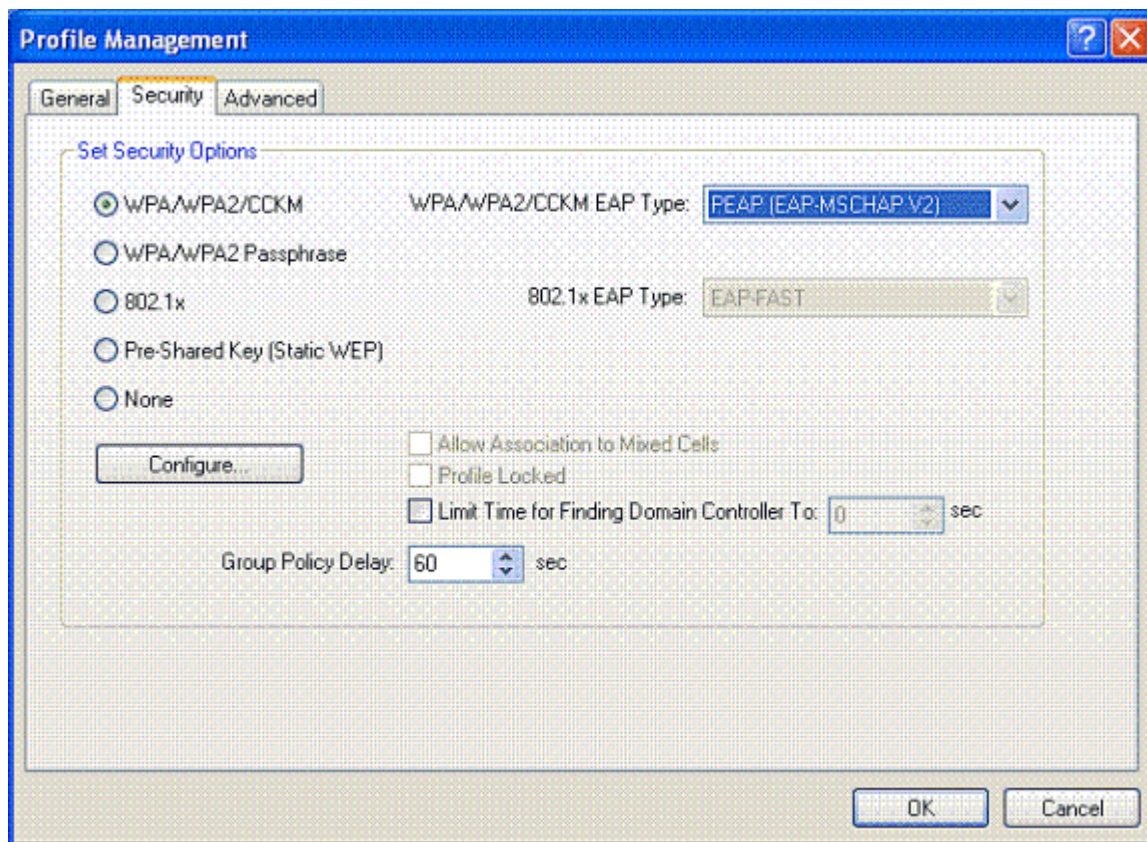 Profile Management
General Security Advanced
Set Security Options
WPA/WPA2/CCKM WPA/WPA2/CCKM EAP Type: PEAP (EAP-MSCHAP V2)
WPA/WPA2 Passphrase
802.1x 802.1x EAP Type: EAP-FAST
Pre-Shared Key (Static WEP)
None
Allow Association to Mixed Cells
Configure...
Profile Locked
Limit Time for Finding Domain Controller To: 0 sec
Group Policy Delay: 60 sec
OK Cancel